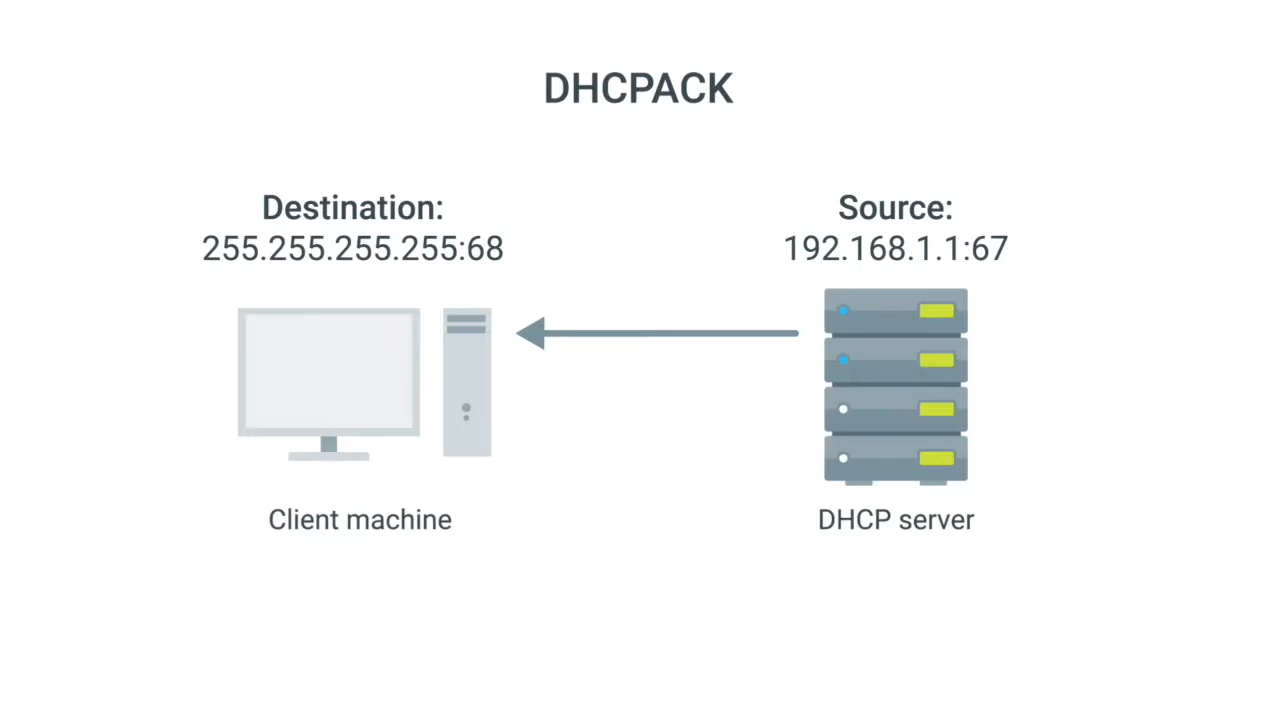 DHCPACK
Destination:
255.255.255.255:68
Source:
192.168.1.1:67
Client machine
DHCP server